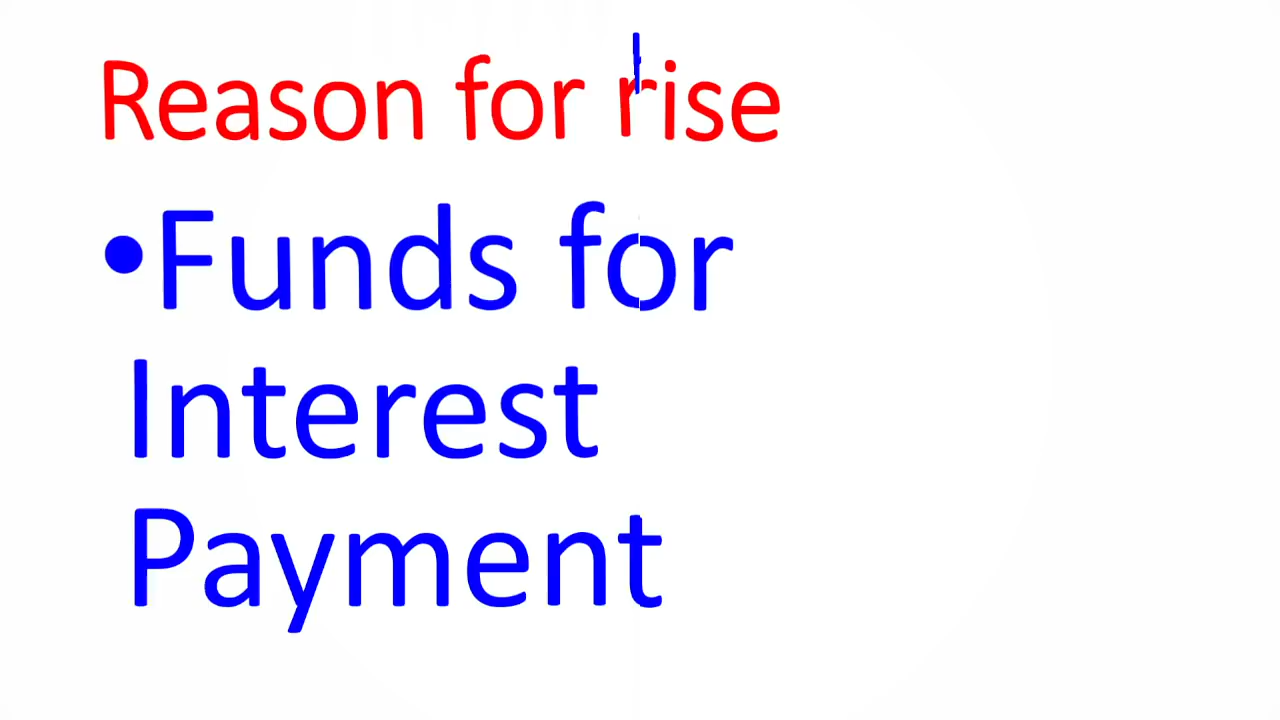 Reason for rise
•Funds for
Interest
Payment